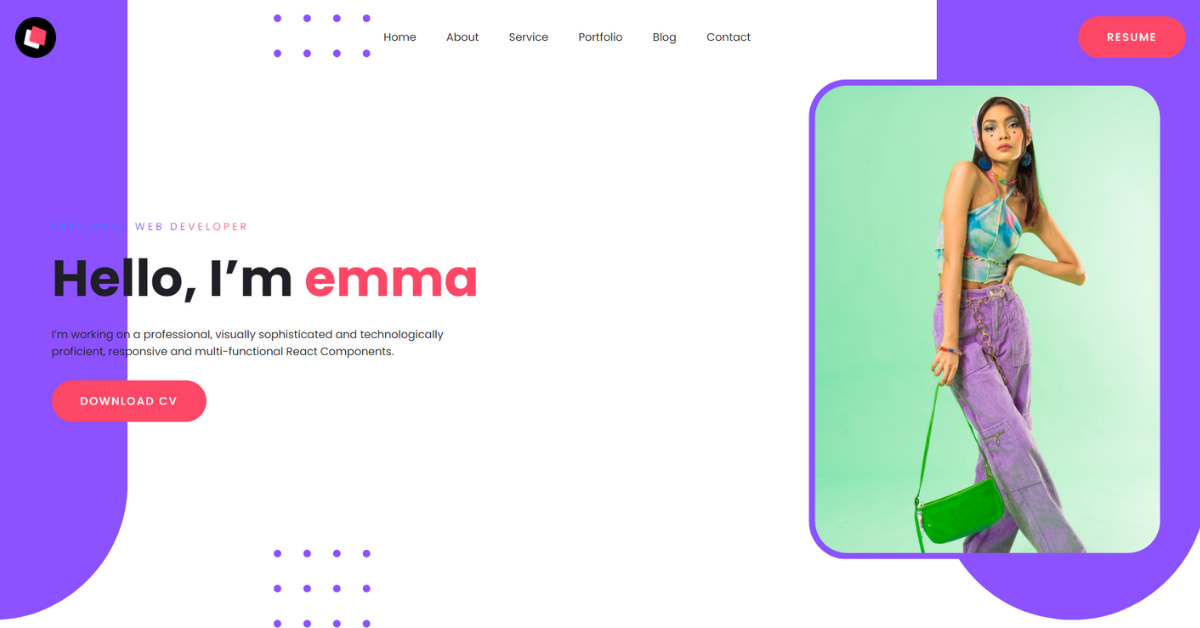 Home About Service Portfolio Blog Contact
RESUME
WEB DEVELOPER
Hello, I’m emma
I’m working on a professional, visually sophisticated and technologically
proficient, responsive and multi-functional React Components.
DOWNLOAD CV